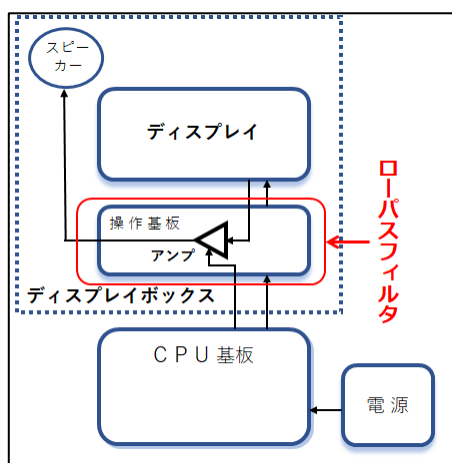 スピー
カー
ディスプレイ
操作基板
アンプ
ディスプレイボックス
ローパスフィルタ
ＣＰＵ基板
電源